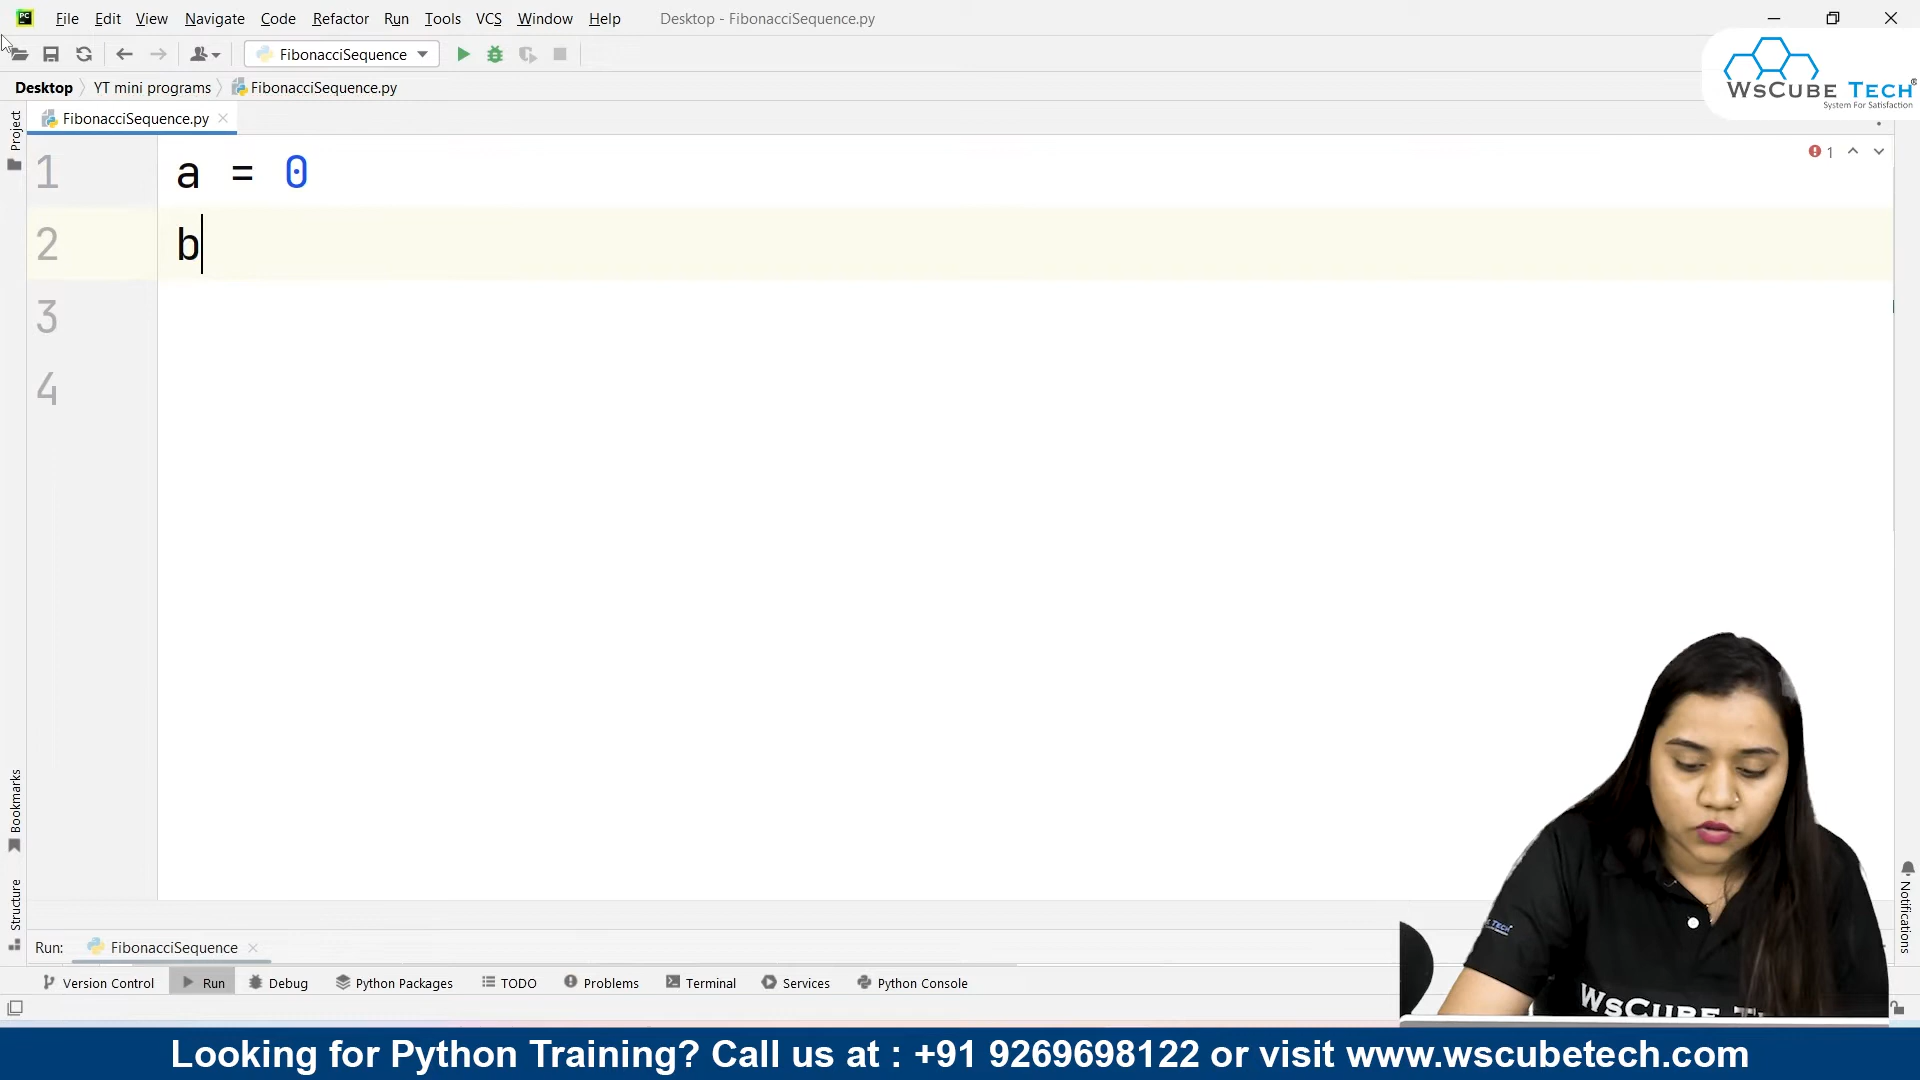 File Edit View Navigate Code Refactor Run Tools VCS Window Help Desktop - FibonacciSequence.py
FibonacciSequence
WsCube Tech®
System For Satisfaction
Desktop YT mini programs FibonacciSequence.py
FibonacciSequence.py
Project
1 a = 0
1
2 b
3
4
Bookmarks
Structure
Notifications
Run: FibonacciSequence
Version Control Run Debug Python Packages TODO Problems Terminal Services Python Console
WsCube T
Looking for Python Training? Call us at : +91 9269698122 or visit www.wscubetech.com